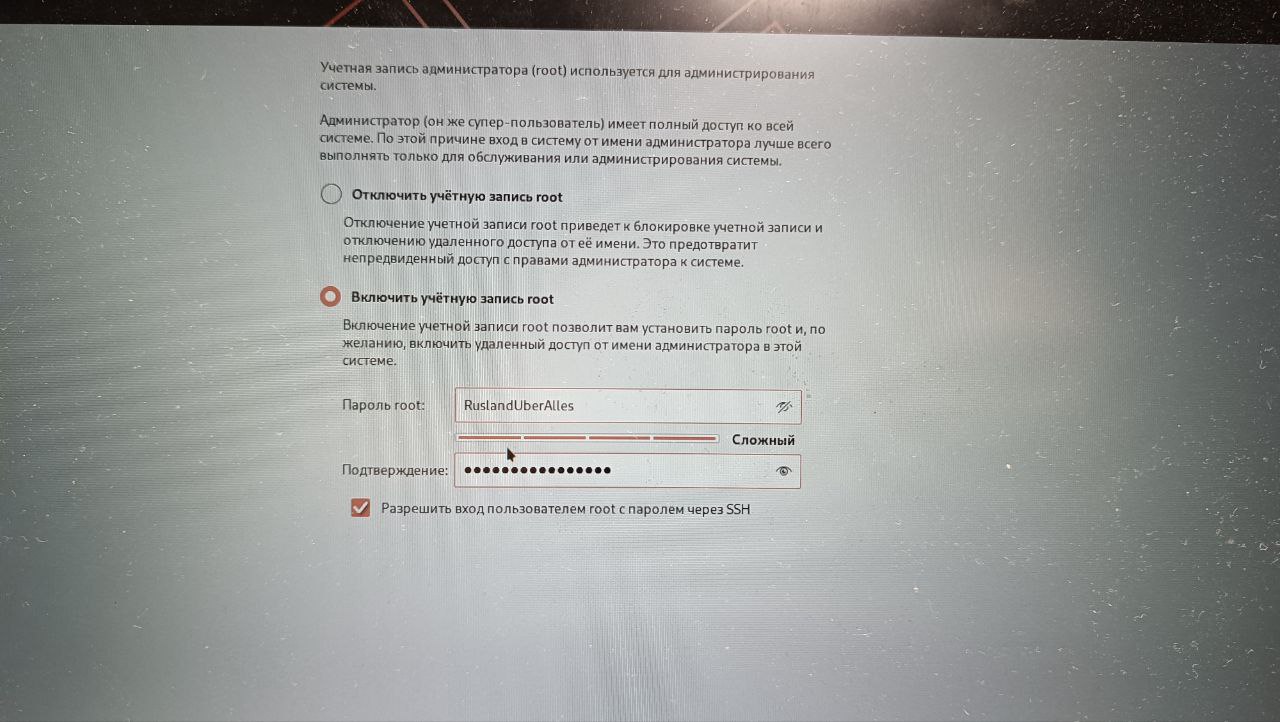 Учетная запись администратора (root) используется для администрирования
системы.
Администратор (он же супер-пользователь) имеет полный доступ ко всей
системе. По этой причине вход в систему от имени администратора лучше всего
выполнять только для обслуживания или администрирования системы.
Отключить учётную запись root
Отключение учетной записи root приведет к блокировке учетной записи и
отключению удаленного доступа от её имени. Это предотвратит
непредвиденный доступ с правами администратора к системе.
Включить учётную запись root
Включение учетной записи root позволит вам установить пароль root и, по
желанию, включить удаленный доступ от имени администратора в этой
системе.
Пароль root: RuslandUberAlles
Сложный
Подтверждение: ••••••••••••••••
Разрешить вход пользователем root с паролем через SSH